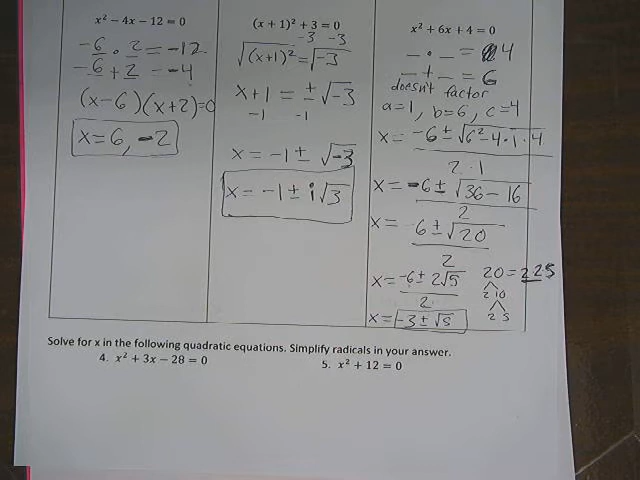 x² − 4x − 12 = 0
-6 · 2 = -12
-6 + 2 = -4
(x-6)(x+2)=0
x=6, -2
(x + 1)² + 3 = 0
-3 -3
√(x+1)² = √-3
x+1 = ± √-3
-1 -1
x = -1 ± √-3
x = -1 ± i√3
x² + 6x + 4 = 0
_ · _ = 4
_ + _ = 6
doesn't factor
a=1, b=6, c=4
x= -6 ± √6²-4·1·4
2·1
x= -6 ± √36-16
2
x= -6 ± √20
2
x= -6 ± 2√5
2
20 = 2 2 5
2 10
2 5
x= -3 ± √5
Solve for x in the following quadratic equations. Simplify radicals in your answer.
4. x² + 3x − 28 = 0
5. x² + 12 = 0